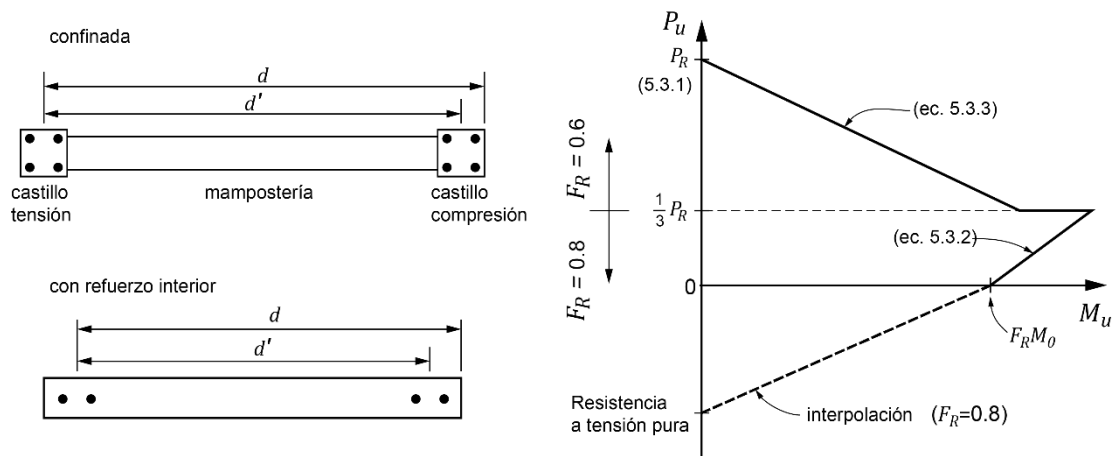 confinada
d
d'
castillo
tensión
mampostería
castillo
compresión
con refuerzo interior
d
d'
P_u
P_R
(5.3.1)
(ec. 5.3.3)
F_R = 0.6
1/3 P_R
(ec. 5.3.2)
F_R = 0.8
0
M_u
F_R M_0
Resistencia
a tensión pura
interpolación (F_R=0.8)